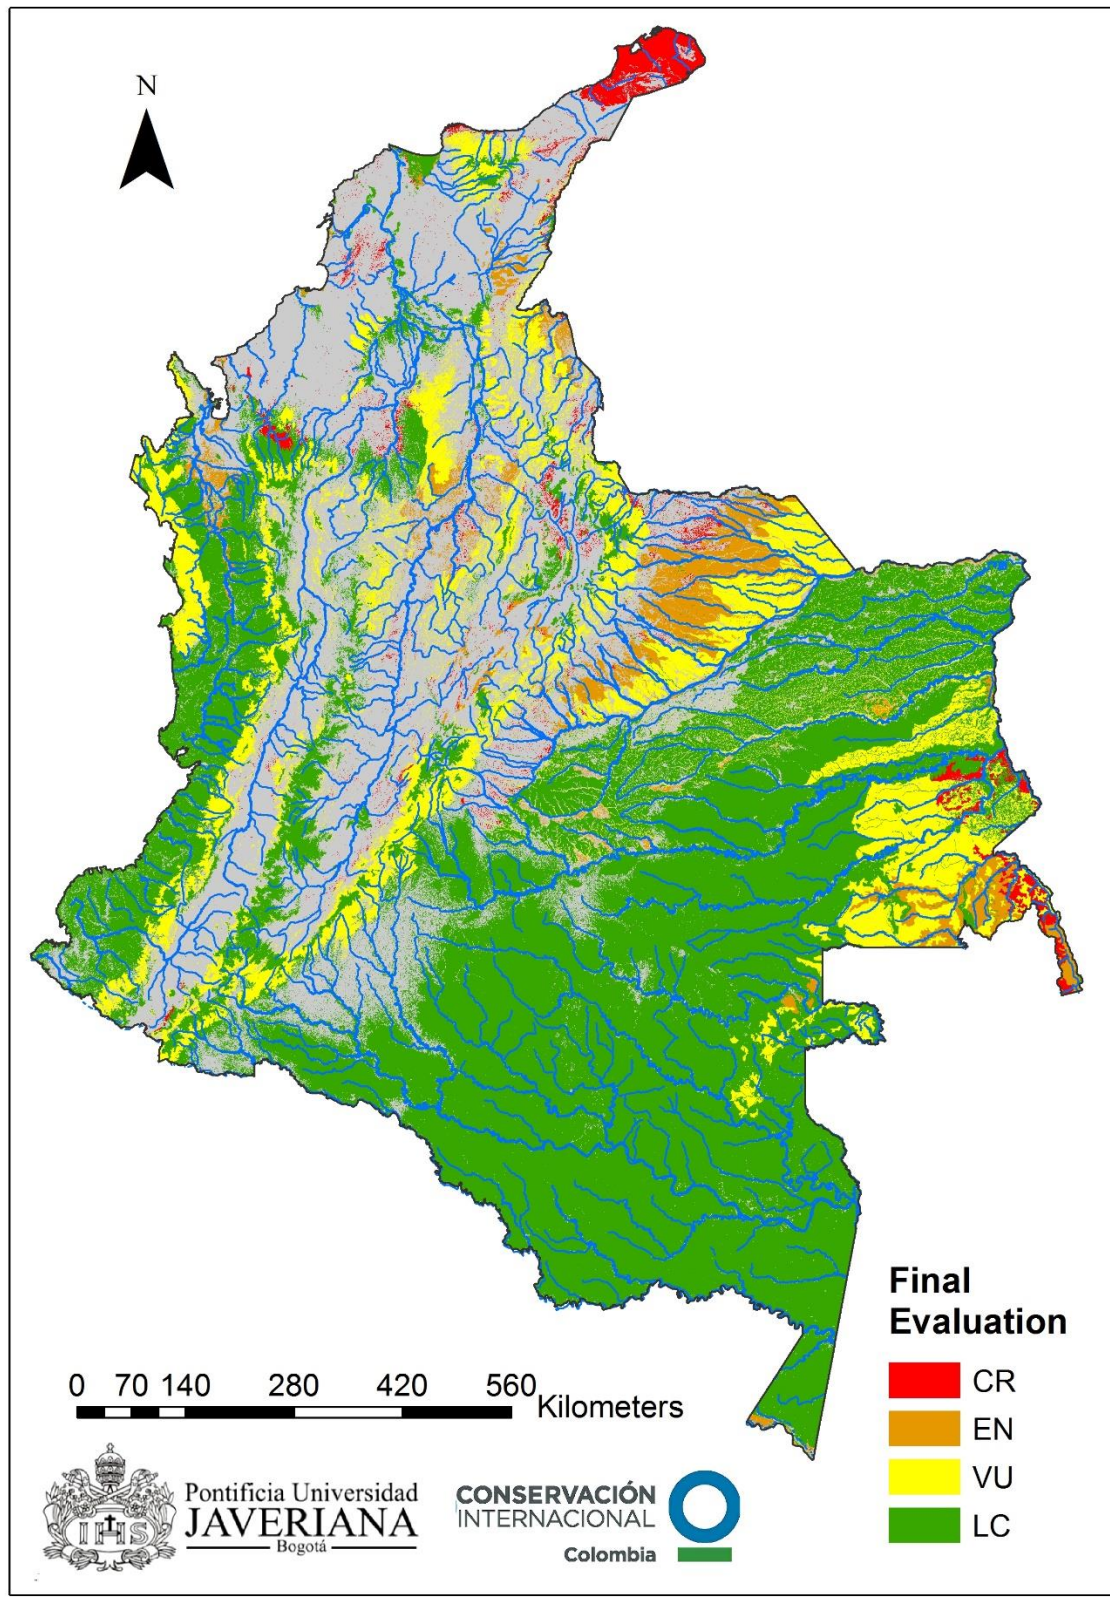 N
Final
Evaluation
CR
EN
VU
LC
0 70 140 280 420 560
Kilometers
IHS
Pontificia Universidad
JAVERIANA
Bogotá
CONSERVACIÓN
INTERNACIONAL
Colombia